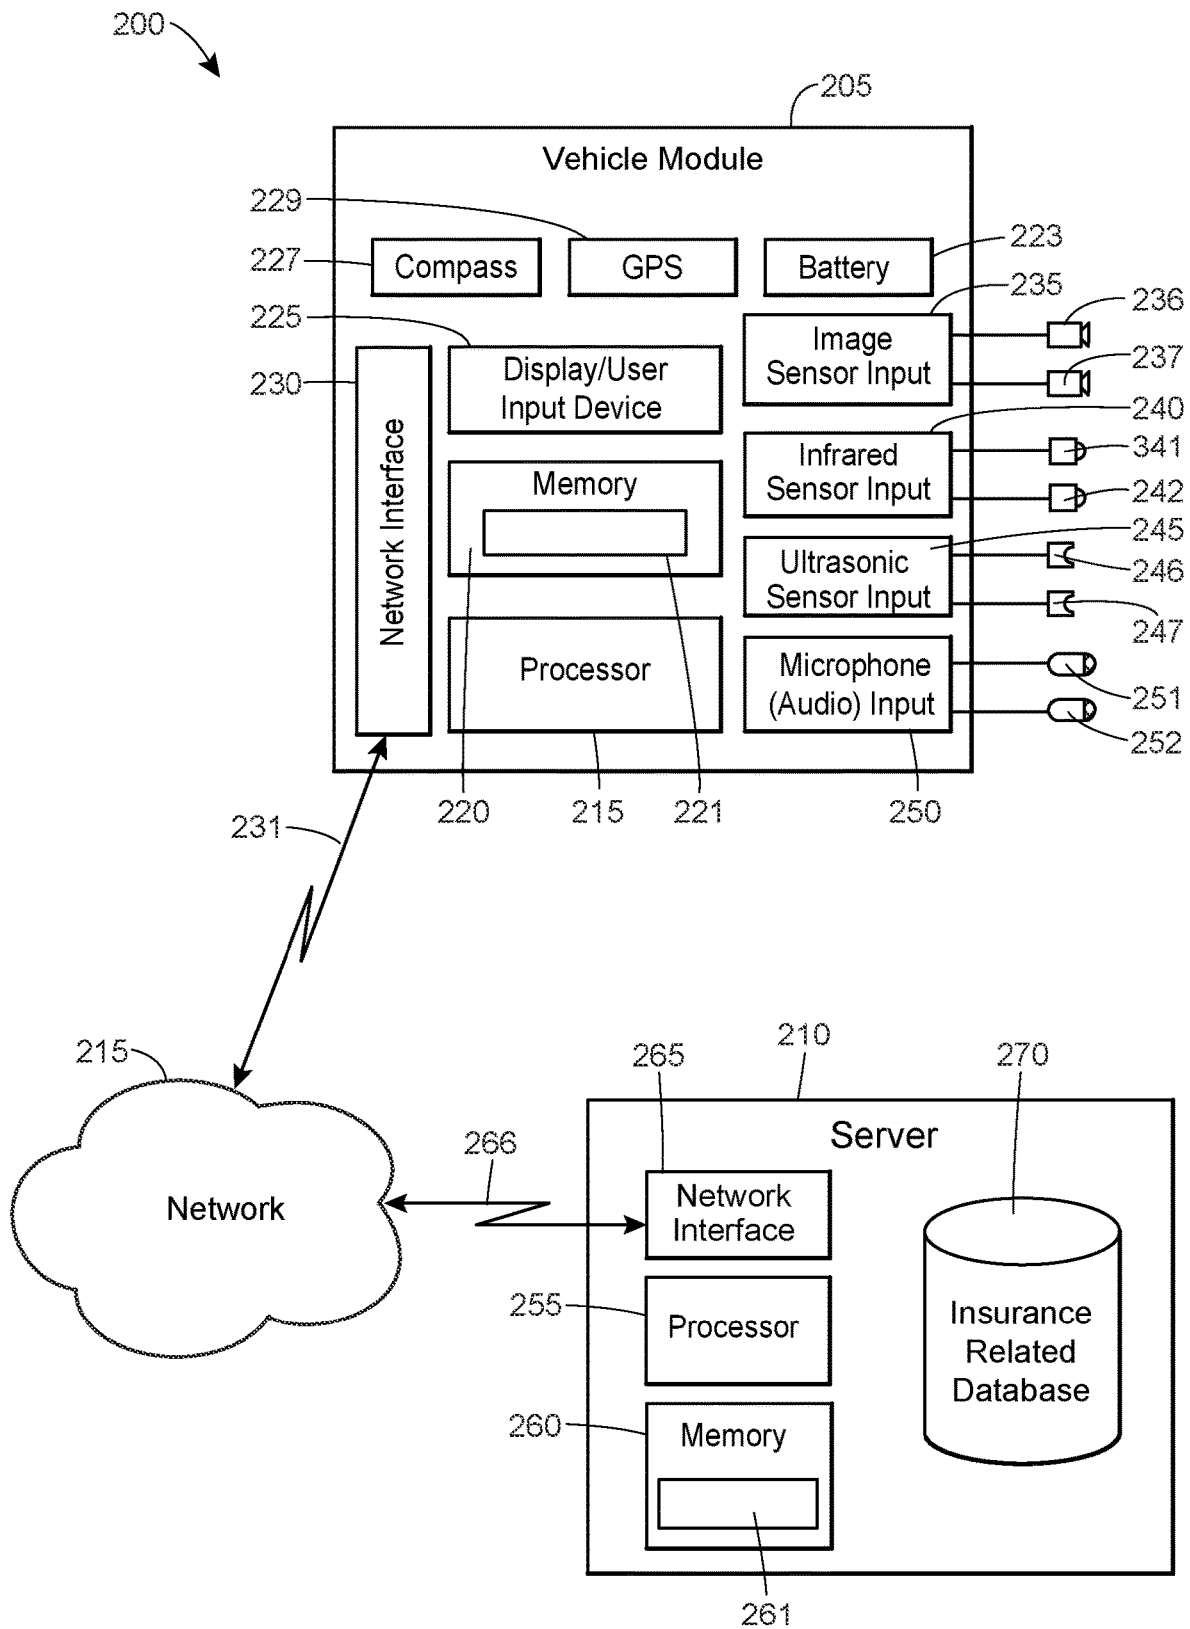 200
205
Vehicle Module
229
227
Compass
GPS
Battery
223
235
225
230
Network Interface
Display/User
Input Device
Image
Sensor Input
236
237
240
Memory
Infrared
Sensor Input
341
242
245
Ultrasonic
Sensor Input
246
247
Processor
Microphone
(Audio) Input
251
252
220
215
221
250
231
215
Network
266
265
210
270
Server
Network
Interface
255
Processor
260
Memory
Insurance
Related
Database
261